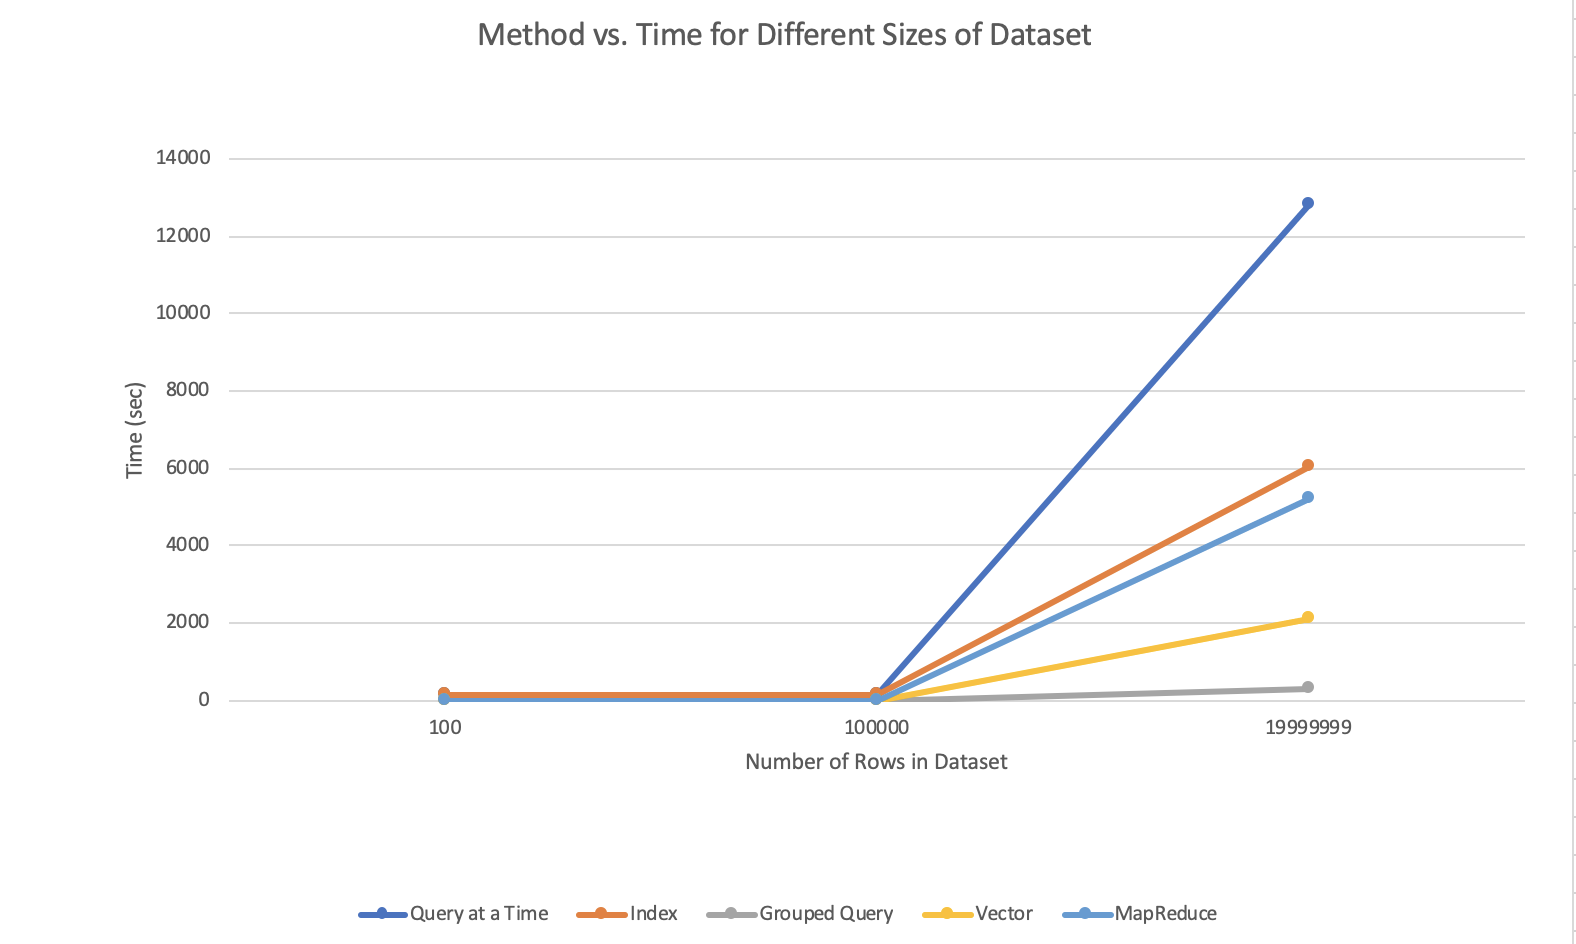 Method vs. Time for Different Sizes of Dataset
14000
12000
10000
8000
6000
4000
2000
0
Time (sec)
100 100000 19999999
Number of Rows in Dataset
Query at a Time Index Grouped Query Vector MapReduce